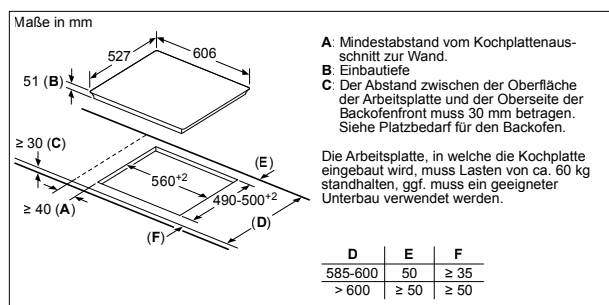 Maße in mm
527
606
51 (B)
≥ 30 (C)
(E)
560+2
490-500+2
≥ 40 (A)
(D)
(F)
A: Mindestabstand vom Kochplattenaus-
schnitt zur Wand.
B: Einbautiefe
C: Der Abstand zwischen der Oberfläche
der Arbeitsplatte und der Oberseite der
Backofenfront muss 30 mm betragen.
Siehe Platzbedarf für den Backofen.
Die Arbeitsplatte, in welche die Kochplatte
eingebaut wird, muss Lasten von ca. 60 kg
standhalten, ggf. muss ein geeigneter
Unterbau verwendet werden.
D E F
585-600 50 ≥ 35
> 600 ≥ 50 ≥ 50